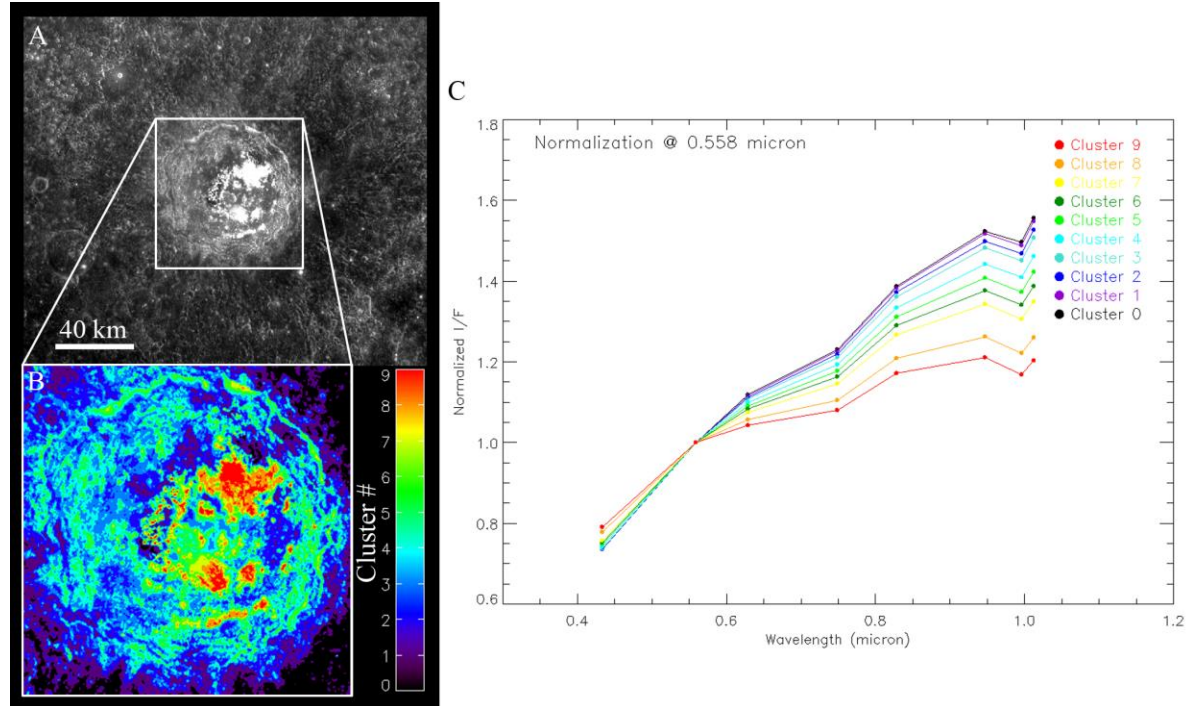 A
40 km
B
9
8
7
6
5
4
3
2
1
0
Cluster #
C
Normalization @ 0.558 micron
Cluster 9
Cluster 8
Cluster 7
Cluster 6
Cluster 5
Cluster 4
Cluster 3
Cluster 2
Cluster 1
Cluster 0
1.8
1.6
1.4
1.2
1.0
0.8
0.6
Normalized I/F
0.4
0.6
0.8
1.0
1.2
Wavelength (micron)